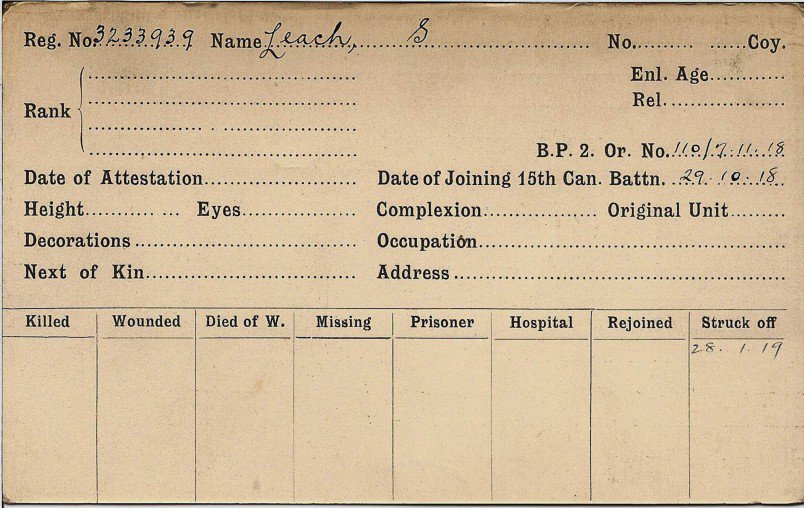 Reg. No. 3233939 Name Leach, S No. Coy.
Enl. Age
Rel.
Rank
B.P. 2. Or. No. 110/7.11.18
Date of Attestation Date of Joining 15th Can. Battn. 29.10.18
Height Eyes Complexion Original Unit
Decorations Occupation
Next of Kin Address
Killed Wounded Died of W. Missing Prisoner Hospital Rejoined Struck off
28.1.19